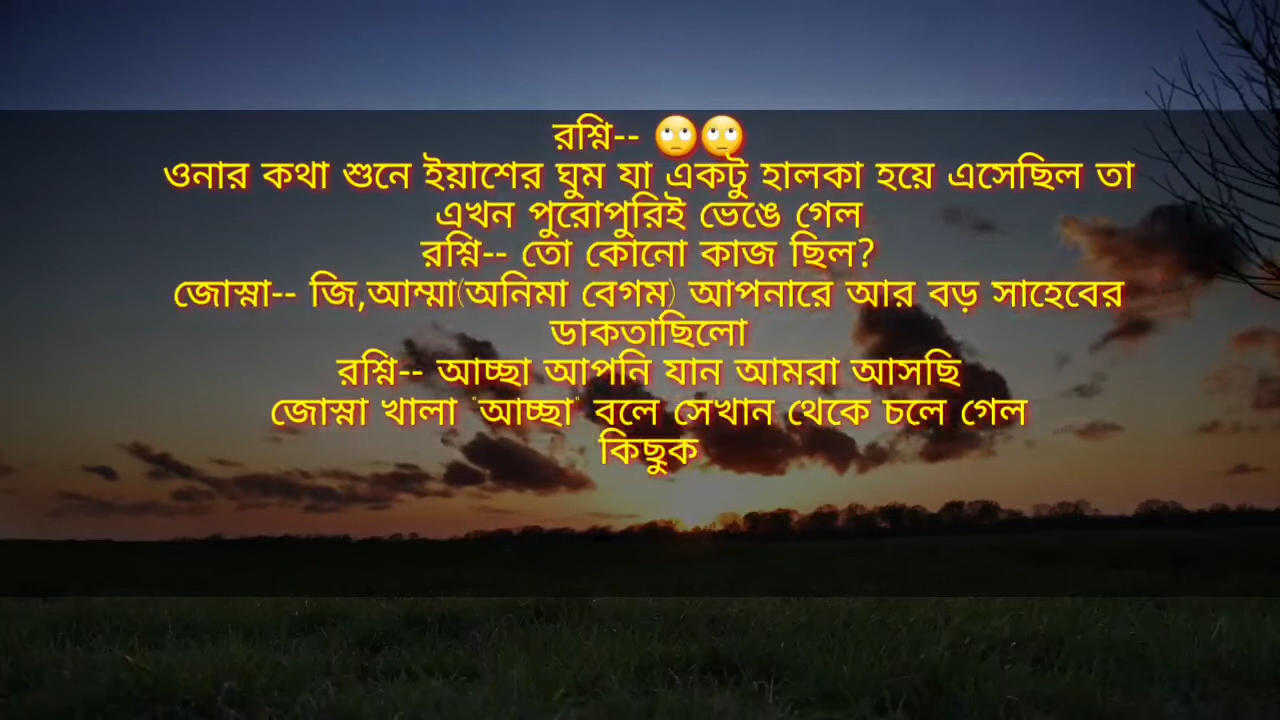 রশ্নি-- 🙄🙄
ওনার কথা শুনে ইয়াশের ঘুম যা একটু হালকা হয়ে এসেছিল তা
এখন পুরোপুরিই ভেঙে গেল
রশ্নি-- তো কোনো কাজ ছিল?
জোস্না-- জি,আম্মা(অনিমা বেগম) আপনারে আর বড় সাহেবের
ডাকতাছিলো
রশ্নি-- আচ্ছা আপনি যান আমরা আসছি
জোস্না খালা "আচ্ছা" বলে সেখান থেকে চলে গেল
কিছুক